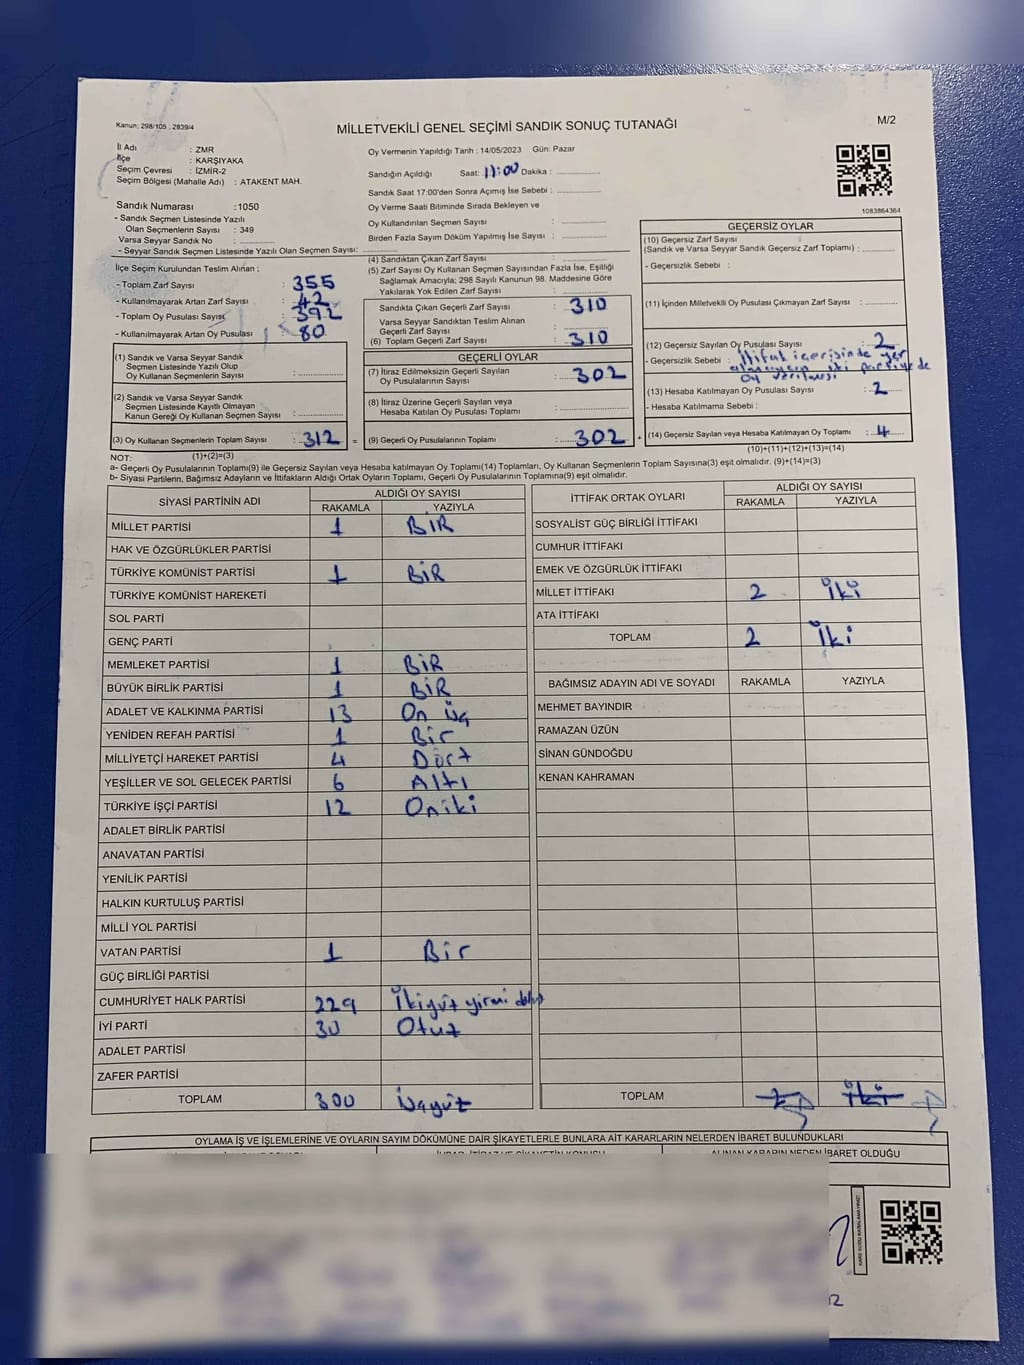 Kanun; 298/105 . 2839/4
MİLLETVEKİLİ GENEL SEÇİMİ SANDIK SONUÇ TUTANAĞI
M/2
İl Adı : ZMR
İlçe : KARŞIYAKA
Seçim Çevresi : İZMİR-2
Seçim Bölgesi (Mahalle Adı) : ATAKENT MAH.
Sandık Numarası :1050
- Sandık Seçmen Listesinde Yazılı
Olan Seçmenlerin Sayısı : 349
Varsa Seyyar Sandık No : ..............
- Seyyar Sandık Seçmen Listesinde Yazılı Olan Seçmen Sayısı: ..............
Oy Vermenin Yapıldığı Tarih : 14/05/2023 Gün: Pazar
Sandığın Açıldığı Saat: 17:00 Dakika : ..............
Sandık Saat 17:00'den Sonra Açımış İse Sebebi : ..............
Oy Verme Saati Bitiminde Sırada Bekleyen ve
Oy Kullandırılan Seçmen Sayısı : ..............
Birden Fazla Sayım Döküm Yapılmış İse Sayısı : ..............
1083864364
İlçe Seçim Kurulundan Teslim Alınan ;
- Toplam Zarf Sayısı : 355
- Kullanılmayarak Artan Zarf Sayısı : 42
- Toplam Oy Pusulası Sayısı : 392
- Kullanılmayarak Artan Oy Pusulası : 80
(1) Sandık ve Varsa Seyyar Sandık
Seçmen Listesinde Yazılı Olup
Oy Kullanan Seçmenlerin Sayısı : ..............
(2) Sandık ve Varsa Seyyar Sandık
Seçmen Listesinde Kayıtlı Olmayan
Kanun Gereği Oy Kullanan Seçmen Sayısı : ..............
(3) Oy Kullanan Seçmenlerin Toplam Sayısı : 312 =
(1)+(2)=(3)
(4) Sandıktan Çıkan Zarf Sayısı : ..............
(5) Zarf Sayısı Oy Kullanan Seçmen Sayısından Fazla İse, Eşitliği
Sağlamak Amacıyla; 298 Sayılı Kanunun 98. Maddesine Göre
Yakılarak Yok Edilen Zarf Sayısı : ..............
Sandıkta Çıkan Geçerli Zarf Sayısı : 310
Varsa Seyyar Sandıktan Teslim Alınan
Geçerli Zarf Sayısı : ..............
(6) Toplam Geçerli Zarf Sayısı : 310
GEÇERLİ OYLAR
(7) İtiraz Edilmeksizin Geçerli Sayılan
Oy Pusulalarının Sayısı : 302
(8) İtiraz Üzerine Geçerli Sayılan veya
Hesaba Katılan Oy Pusulası Toplamı : ..............
(9) Geçerli Oy Pusulalarının Toplamı : 302 +
GEÇERSİZ OYLAR
(10) Geçersiz Zarf Sayısı
(Sandık ve Varsa Seyyar Sandık Geçersiz Zarf Toplamı) : ..............
- Geçersizlik Sebebi :
(11) İçinden Milletvekili Oy Pusulası Çıkmayan Zarf Sayısı : ..............
(12) Geçersiz Sayılan Oy Pusulası Sayısı : 2
- Geçersizlik Sebebi : İttifak içerisinde yer
almayan iki partiye de
oy verilmesi
(13) Hesaba Katılmayan Oy Pusulası Sayısı : 2
- Hesaba Katılmama Sebebi :
(14) Geçersiz Sayılan veya Hesaba Katılmayan Oy Toplamı : 4
(10)+(11)+(12)+(13)=(14)
NOT:
a- Geçerli Oy Pusulalarının Toplamı(9) ile Geçersiz Sayılan veya Hesaba katılmayan Oy Toplamı(14) Toplamları, Oy Kullanan Seçmenlerin Toplam Sayısına(3) eşit olmalıdır. (9)+(14)=(3)
b- Siyasi Partilerin, Bağımsız Adayların ve İttifakların Aldığı Ortak Oyların Toplamı, Geçerli Oy Pusulalarının Toplamına(9) eşit olmalıdır.
SİYASİ PARTİNİN ADI ALDIĞI OY SAYISI
RAKAMLA YAZIYLA
MİLLET PARTİSİ 1 BİR
HAK VE ÖZGÜRLÜKLER PARTİSİ
TÜRKİYE KOMÜNİST PARTİSİ 1 BİR
TÜRKİYE KOMÜNİST HAREKETİ
SOL PARTİ
GENÇ PARTİ
MEMLEKET PARTİSİ 1 BİR
BÜYÜK BİRLİK PARTİSİ 1 BİR
ADALET VE KALKINMA PARTİSİ 13 On üç
YENİDEN REFAH PARTİSİ 1 Bir
MİLLİYETÇİ HAREKET PARTİSİ 4 Dört
YEŞİLLER VE SOL GELECEK PARTİSİ 6 Altı
TÜRKİYE İŞÇİ PARTİSİ 12 Oniki
ADALET BİRLİK PARTİSİ
ANAVATAN PARTİSİ
YENİLİK PARTİSİ
HALKIN KURTULUŞ PARTİSİ
MİLLİ YOL PARTİSİ
VATAN PARTİSİ 1 Bir
GÜÇ BİRLİĞİ PARTİSİ
CUMHURİYET HALK PARTİSİ 229 İkiyüz yirmi dokuz
İYİ PARTİ 30 Otuz
ADALET PARTİSİ
ZAFER PARTİSİ
TOPLAM 300 Üçyüz
İTTİFAK ORTAK OYLARI ALDIĞI OY SAYISI
RAKAMLA YAZIYLA
SOSYALİST GÜÇ BİRLİĞİ İTTİFAKI
CUMHUR İTTİFAKI
EMEK VE ÖZGÜRLÜK İTTİFAKI
MİLLET İTTİFAKI 2 İki
ATA İTTİFAKI
TOPLAM 2 İki
BAĞIMSIZ ADAYIN ADI VE SOYADI RAKAMLA YAZIYLA
MEHMET BAYINDIR
RAMAZAN ÜZÜN
SİNAN GÜNDOĞDU
KENAN KAHRAMAN
TOPLAM İki
OYLAMA İŞ VE İŞLEMLERİNE VE OYLARIN SAYIM DÖKÜMÜNE DAİR ŞİKAYETLERLE BUNLARA AİT KARARLARIN NELERDEN İBARET BULUNDUKLARI
ALINAN KARARIN NEDEN İBARET OLDUĞU